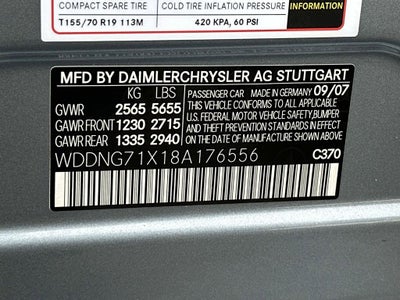 COMPACT SPARE TIRE COLD TIRE INFLATION PRESSURE INFORMATION
T155/70 R19 113M 420 KPA, 60 PSI
MFD BY DAIMLERCHRYSLER AG STUTTGART
KG LBS PASSENGER CAR MADE IN GERMANY 09/07
GVWR 2565 5655 THIS VEHICLE CONFORMS TO ALL APPLICABLE
GAWR FRONT 1230 2715 U.S. FEDERAL MOTOR VEHICLE SAFETY, BUMPER
GAWR REAR 1335 2940 AND THEFT PREVENTION STANDARDS IN EFFECT
ON THE DATE OF MANUFACTURE SHOWN ABOVE.
WDDNG71X18A176556 C370